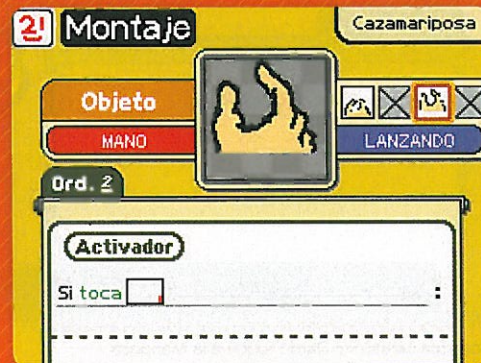 2! Montaje
Cazamariposa
Objeto
MANO
LANZANDO
Ord. 2
Activador
Si toca :